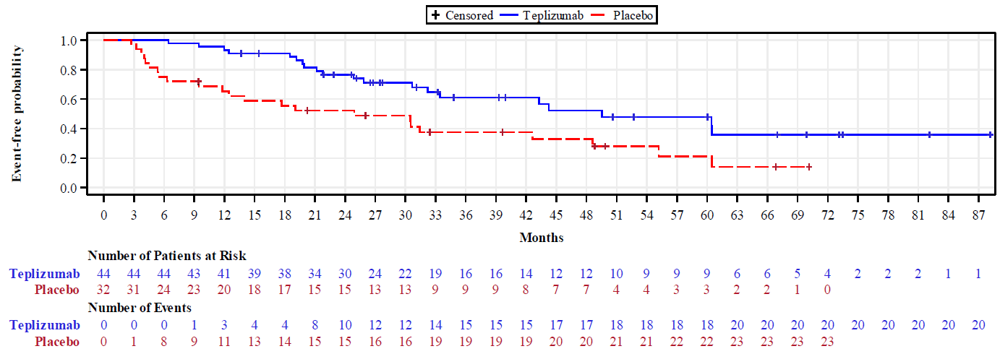 Censored Teplizumab Placebo
Event-free probability
1.0
0.8
0.6
0.4
0.2
0.0
0 3 6 9 12 15 18 21 24 27 30 33 36 39 42 45 48 51 54 57 60 63 66 69 72 75 78 81 84 87
Months
Number of Patients at Risk
Teplizumab 44 44 44 43 41 39 38 34 30 24 22 19 16 16 14 12 12 10 9 9 9 6 6 5 4 2 2 2 1 1
Placebo 32 31 24 23 20 18 17 15 15 13 13 9 9 9 8 7 7 4 4 3 3 2 2 1 0
Number of Events
Teplizumab 0 0 0 1 3 4 4 8 10 12 12 14 15 15 15 17 17 18 18 18 18 20 20 20 20 20 20 20 20 20
Placebo 0 1 8 9 11 13 14 15 15 16 16 19 19 19 19 20 20 21 21 22 22 23 23 23 23